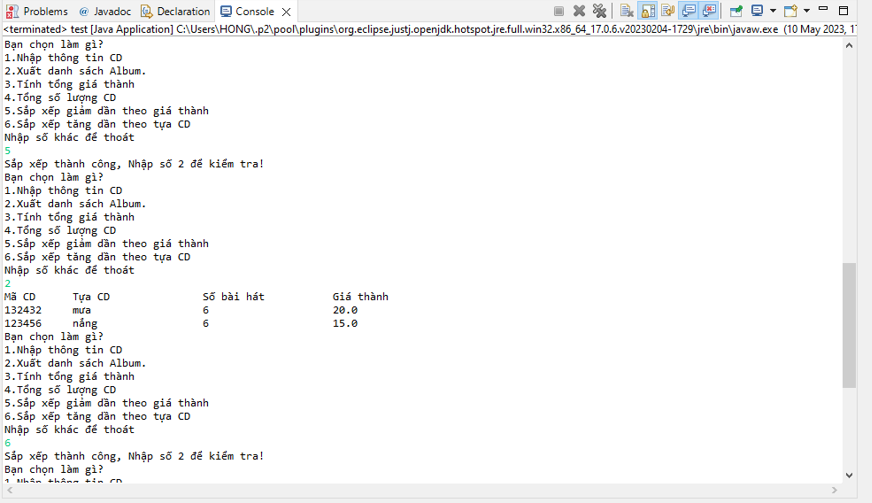 Problems @ Javadoc Declaration Console
<terminated> test [Java Application] C:\Users\HONG\.p2\pool\plugins\org.eclipse.justj.openjdk.hotspot.jre.full.win32.x86_64_17.0.6.v20230204-1729\jre\bin\javaw.exe (10 May 2023, 17
Bạn chọn làm gì?
1.Nhập thông tin CD
2.Xuất danh sách Album.
3.Tính tổng giá thành
4.Tổng số lượng CD
5.Sắp xếp giảm dần theo giá thành
6.Sắp xếp tăng dần theo tựa CD
Nhập số khác để thoát
5
Sắp xếp thành công, Nhập số 2 để kiểm tra!
Bạn chọn làm gì?
1.Nhập thông tin CD
2.Xuất danh sách Album.
3.Tính tổng giá thành
4.Tổng số lượng CD
5.Sắp xếp giảm dần theo giá thành
6.Sắp xếp tăng dần theo tựa CD
Nhập số khác để thoát
2
Mã CD Tựa CD Số bài hát Giá thành
132432 mưa 6 20.0
123456 nắng 6 15.0
Bạn chọn làm gì?
1.Nhập thông tin CD
2.Xuất danh sách Album.
3.Tính tổng giá thành
4.Tổng số lượng CD
5.Sắp xếp giảm dần theo giá thành
6.Sắp xếp tăng dần theo tựa CD
Nhập số khác để thoát
6
Sắp xếp thành công, Nhập số 2 để kiểm tra!
Bạn chọn làm gì?
1.Nhập thông tin CD